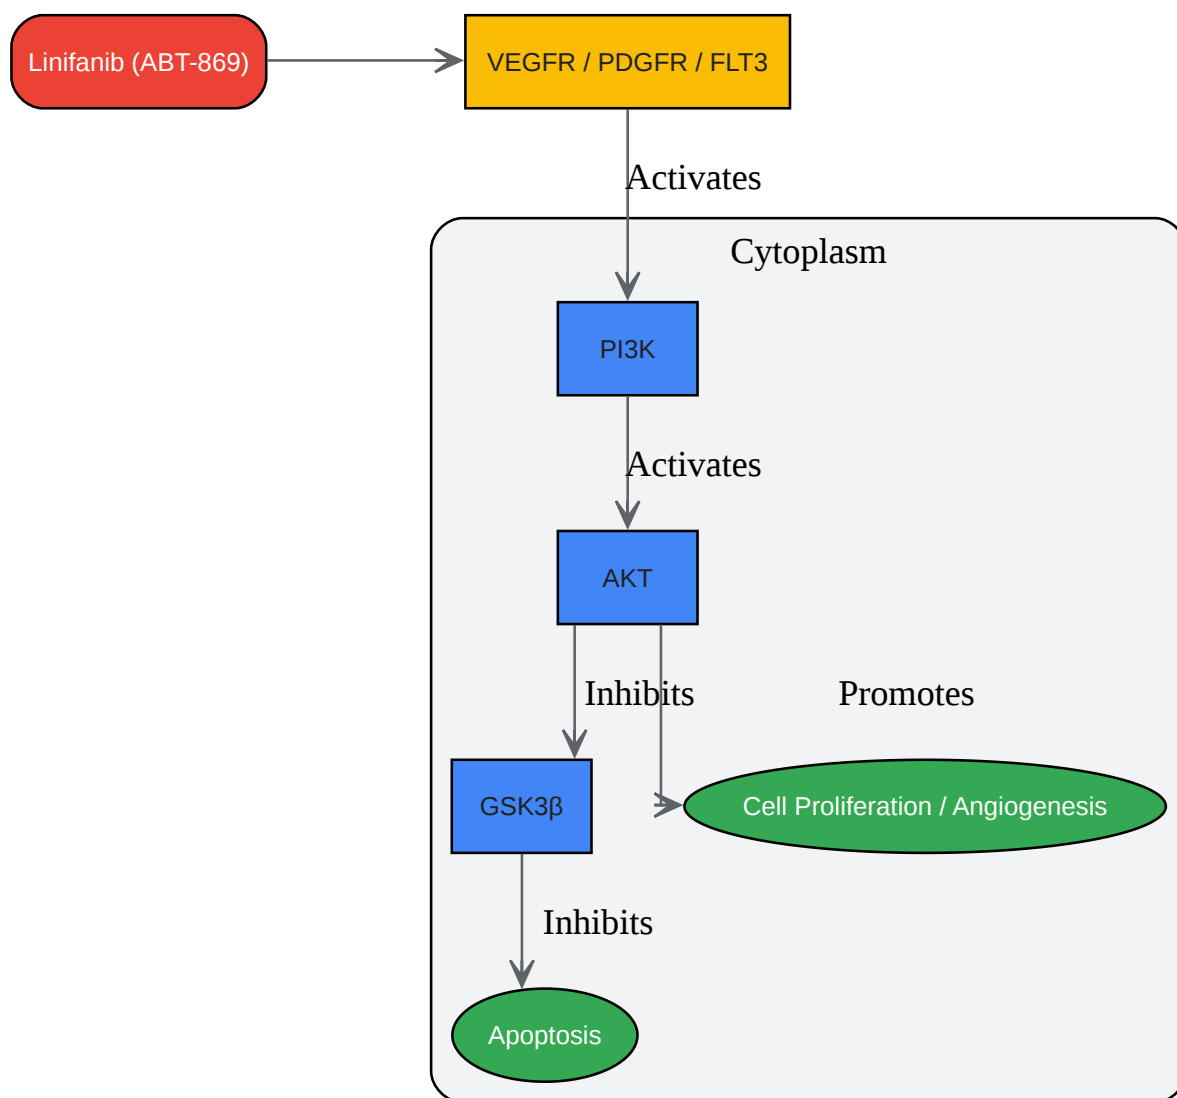 Linifanib (ABT-869)
VEGFR / PDGFR / FLT3
Activates
Cytoplasm
PI3K
Activates
AKT
Inhibits
Promotes
GSK3β
Cell Proliferation / Angiogenesis
Inhibits
Apoptosis